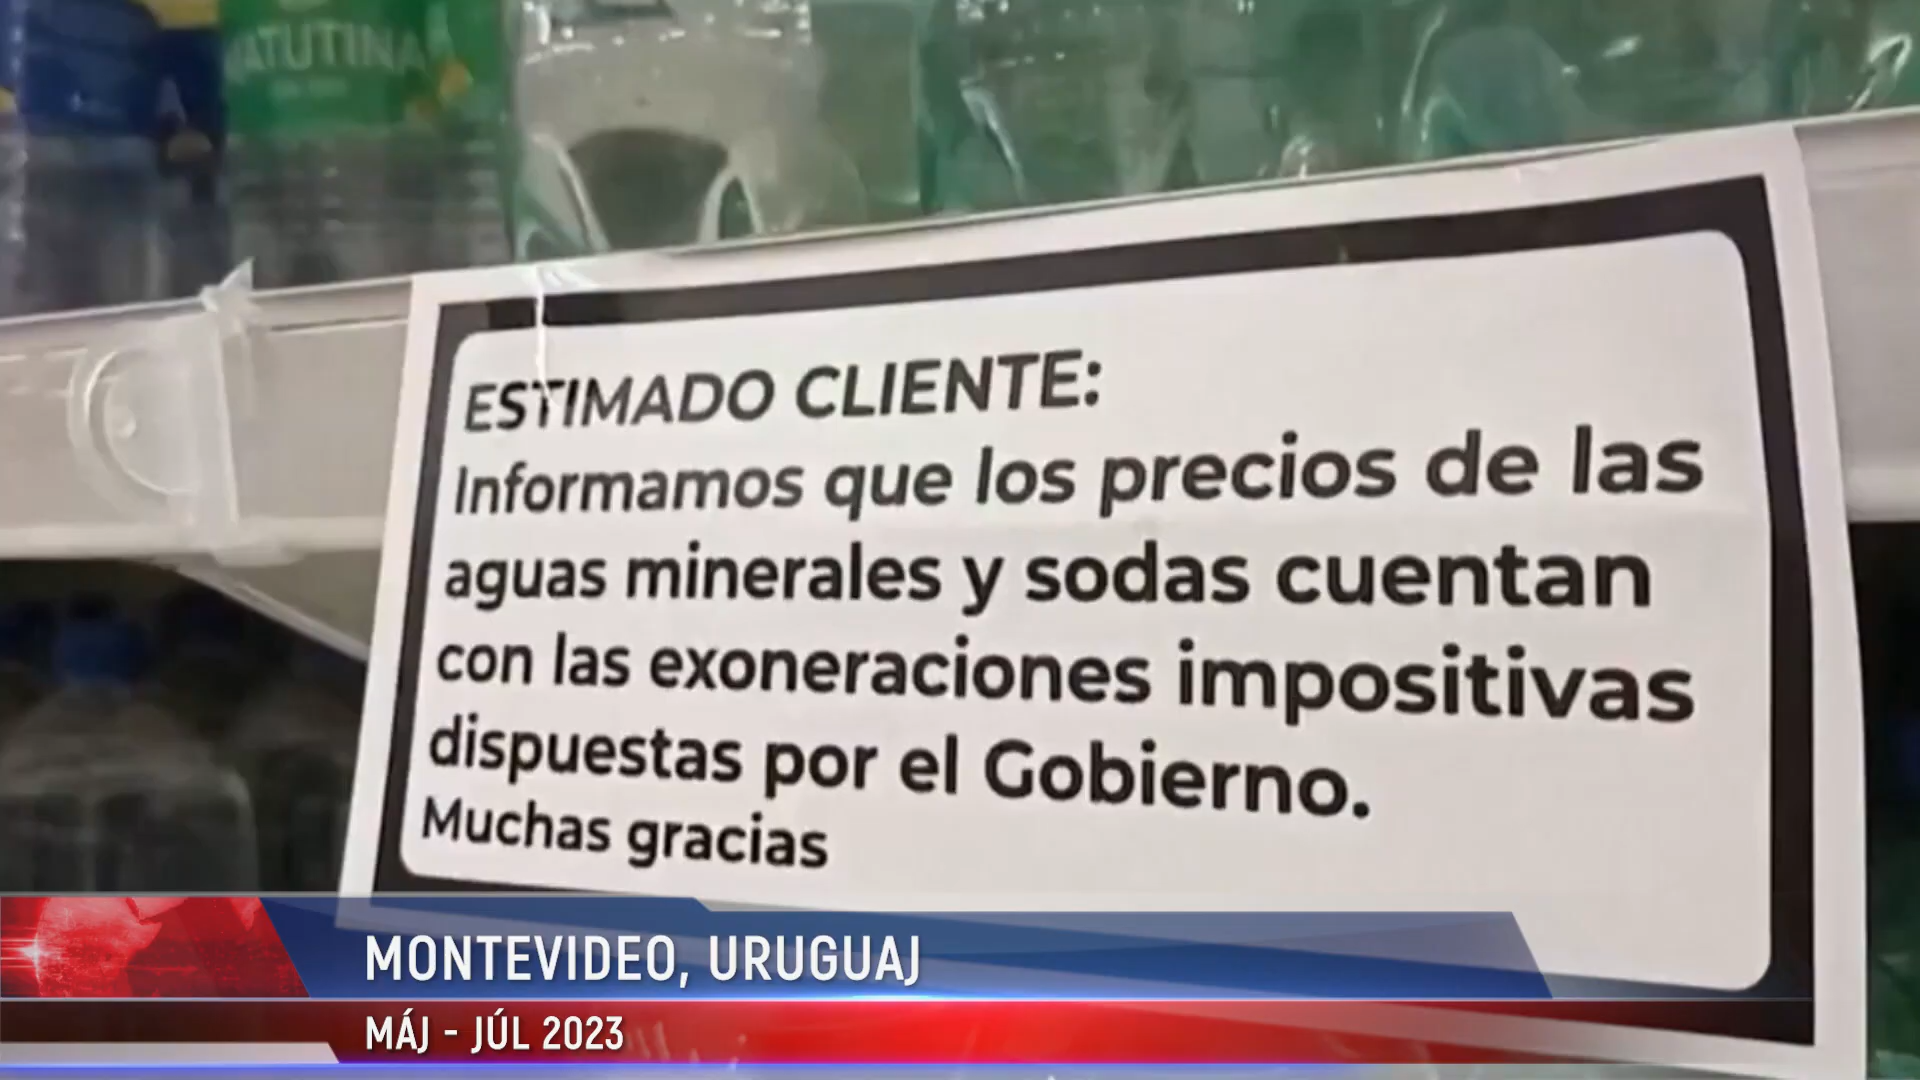 ATUTINA
ESTIMADO CLIENTE:
Informamos que los precios de las
aguas minerales y sodas cuentan
con las exoneraciones impositivas
dispuestas por el Gobierno.
Muchas gracias
MONTEVIDEO, URUGUAJ
MÁJ - JÚL 2023